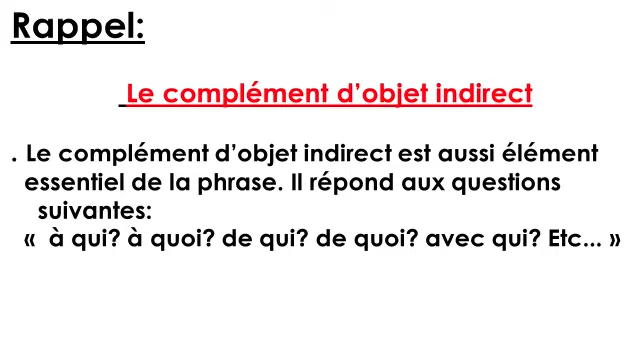 Rappel:
Le complément d’objet indirect
. Le complément d’objet indirect est aussi élément
essentiel de la phrase. Il répond aux questions
suivantes:
«  à qui? à quoi? de qui? de quoi? avec qui? Etc... »